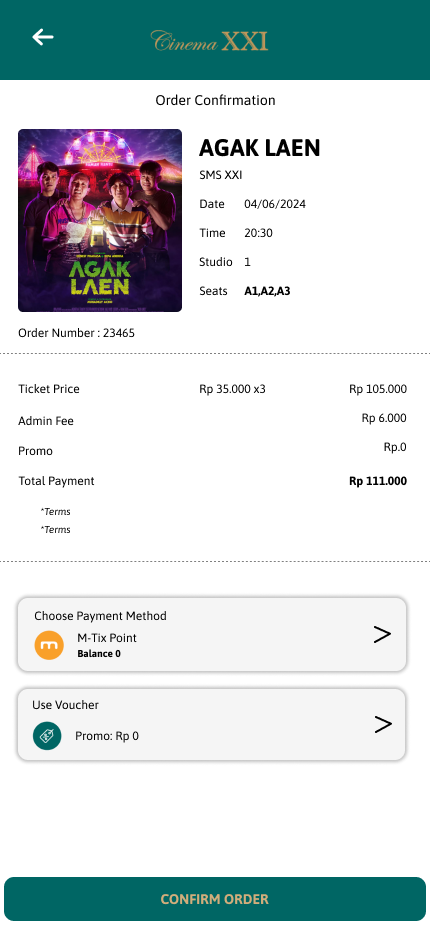 Cinema XXI
Order Confirmation
AGAK LAEN
SMS XXI
Date 04/06/2024
Time 20:30
Studio 1
Seats A1,A2,A3
AGAK
LAEN
Order Number : 23465
Ticket Price Rp 35.000 x3 Rp 105.000
Admin Fee Rp 6.000
Promo Rp.0
Total Payment Rp 111.000
*Terms
*Terms
Choose Payment Method
m
M-Tix Point
Balance 0
>
Use Voucher
Promo: Rp 0
>
CONFIRM ORDER